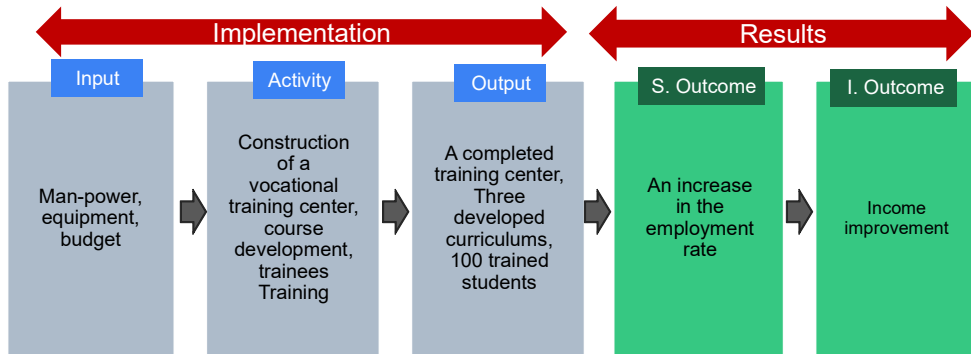 Implementation
Results
Input
Activity
Output
S. Outcome
I. Outcome
Man-power,
equipment,
budget
Construction
of a
vocational
training center,
course
development,
trainees
Training
A completed
training center,
Three
developed
curriculums,
100 trained
students
An increase
in the
employment
rate
Income
improvement